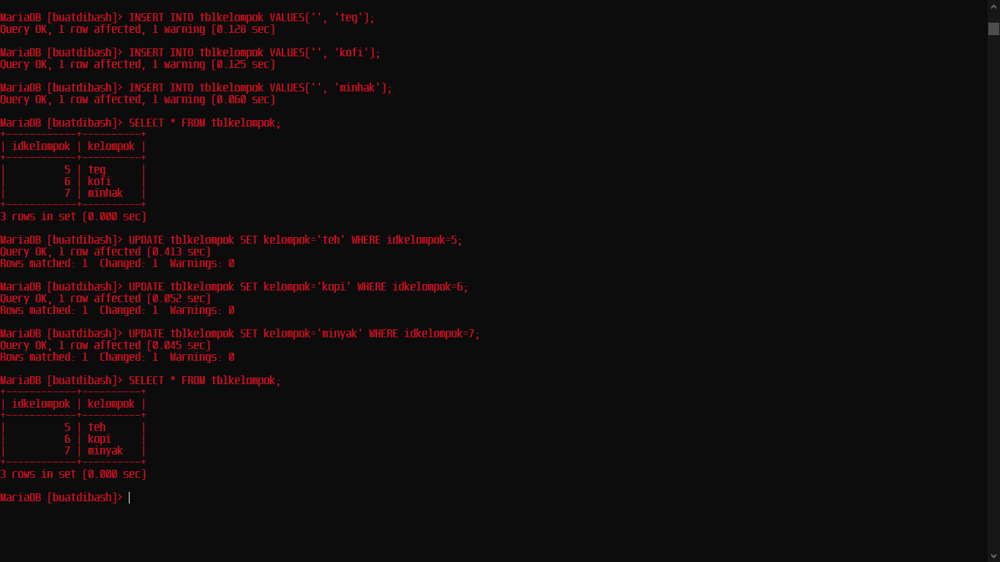 MariaDB [buatdibash]> INSERT INTO tblkelompok VALUES('', 'teg');
Query OK, 1 row affected, 1 warning (0.128 sec)
MariaDB [buatdibash]> INSERT INTO tblkelompok VALUES('', 'kofi');
Query OK, 1 row affected, 1 warning (0.125 sec)
MariaDB [buatdibash]> INSERT INTO tblkelompok VALUES('', 'minhak');
Query OK, 1 row affected, 1 warning (0.060 sec)
MariaDB [buatdibash]> SELECT * FROM tblkelompok;
+------------+----------+
| idkelompok | kelompok |
+------------+----------+
|          5 | teg      |
|          6 | kofi     |
|          7 | minhak   |
+------------+----------+
3 rows in set (0.000 sec)
MariaDB [buatdibash]> UPDATE tblkelompok SET kelompok='teh' WHERE idkelompok=5;
Query OK, 1 row affected (0.413 sec)
Rows matched: 1  Changed: 1  Warnings: 0
MariaDB [buatdibash]> UPDATE tblkelompok SET kelompok='kopi' WHERE idkelompok=6;
Query OK, 1 row affected (0.052 sec)
Rows matched: 1  Changed: 1  Warnings: 0
MariaDB [buatdibash]> UPDATE tblkelompok SET kelompok='minyak' WHERE idkelompok=7;
Query OK, 1 row affected (0.045 sec)
Rows matched: 1  Changed: 1  Warnings: 0
MariaDB [buatdibash]> SELECT * FROM tblkelompok;
+------------+----------+
| idkelompok | kelompok |
+------------+----------+
|          5 | teh      |
|          6 | kopi     |
|          7 | minyak   |
+------------+----------+
3 rows in set (0.000 sec)
MariaDB [buatdibash]>